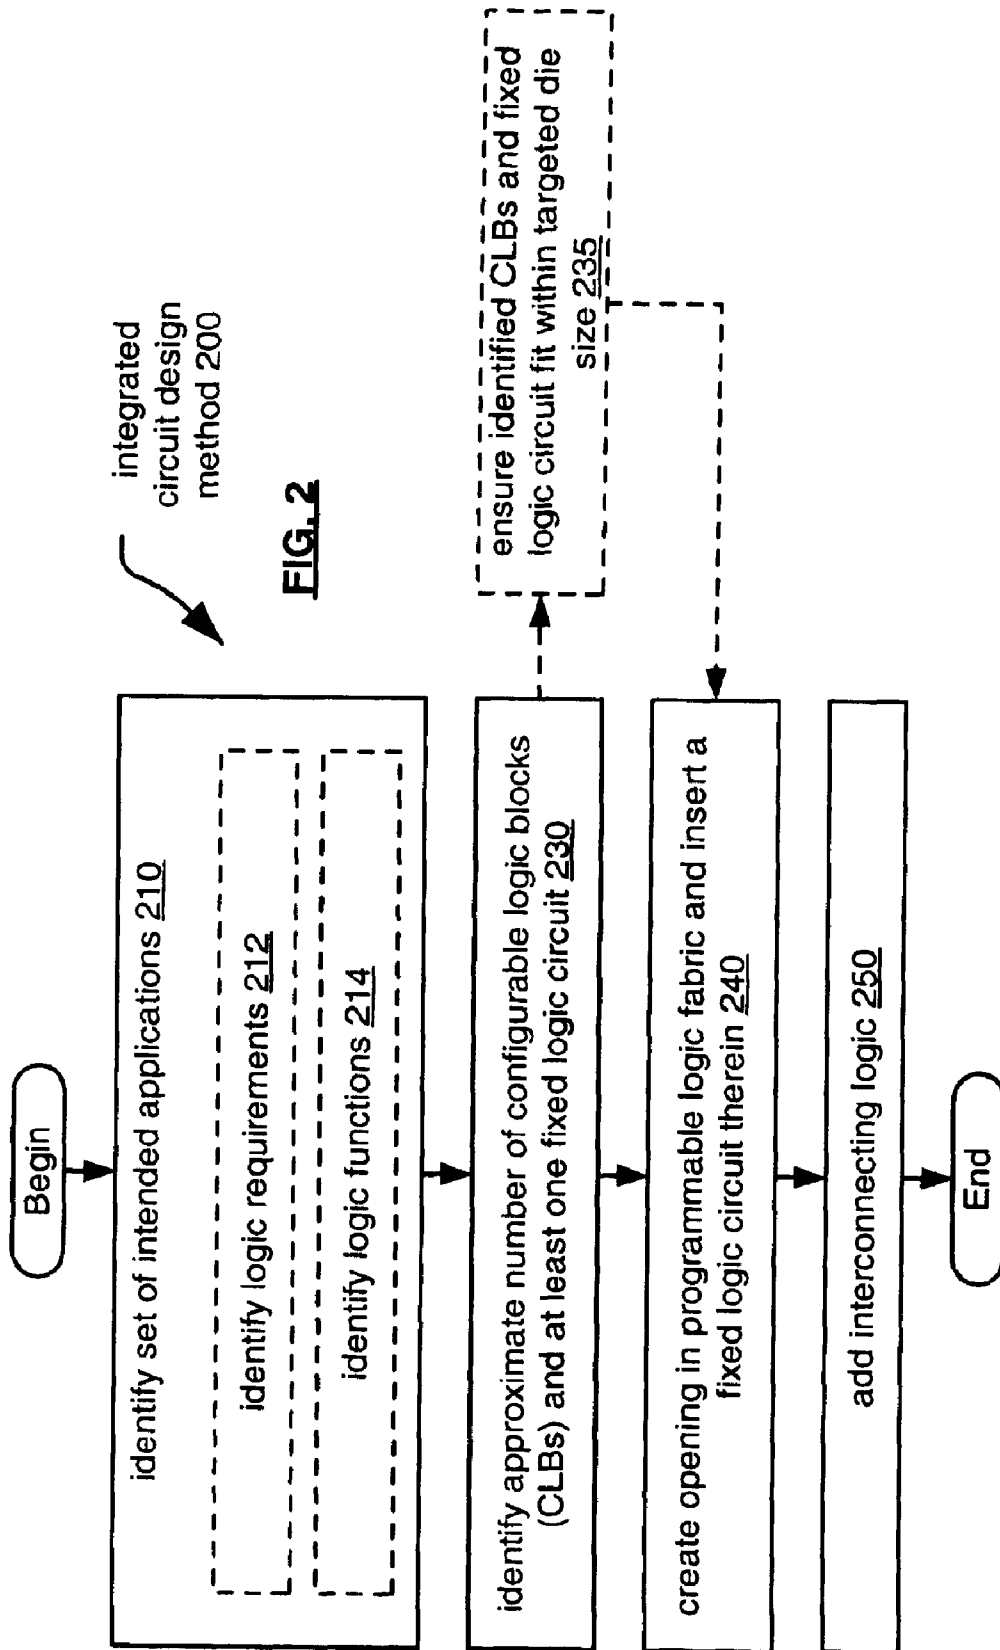 Begin
integrated
circuit design
method 200
FIG. 2
identify set of intended applications 210
identify logic requirements 212
identify logic functions 214
identify approximate number of configurable logic blocks
(CLBs) and at least one fixed logic circuit 230
ensure identified CLBs and fixed
logic circuit fit within targeted die
size 235
create opening in programmable logic fabric and insert a
fixed logic circuit therein 240
add interconnecting logic 250
End